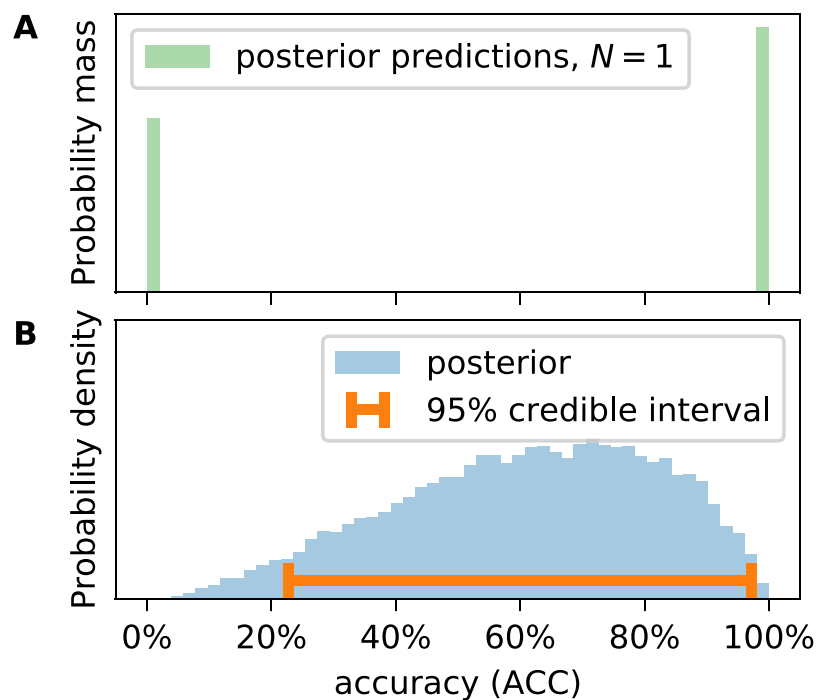 A
Probability mass
posterior predictions, N = 1
B
Probability density
posterior
95% credible interval
0% 20% 40% 60% 80% 100%
accuracy (ACC)